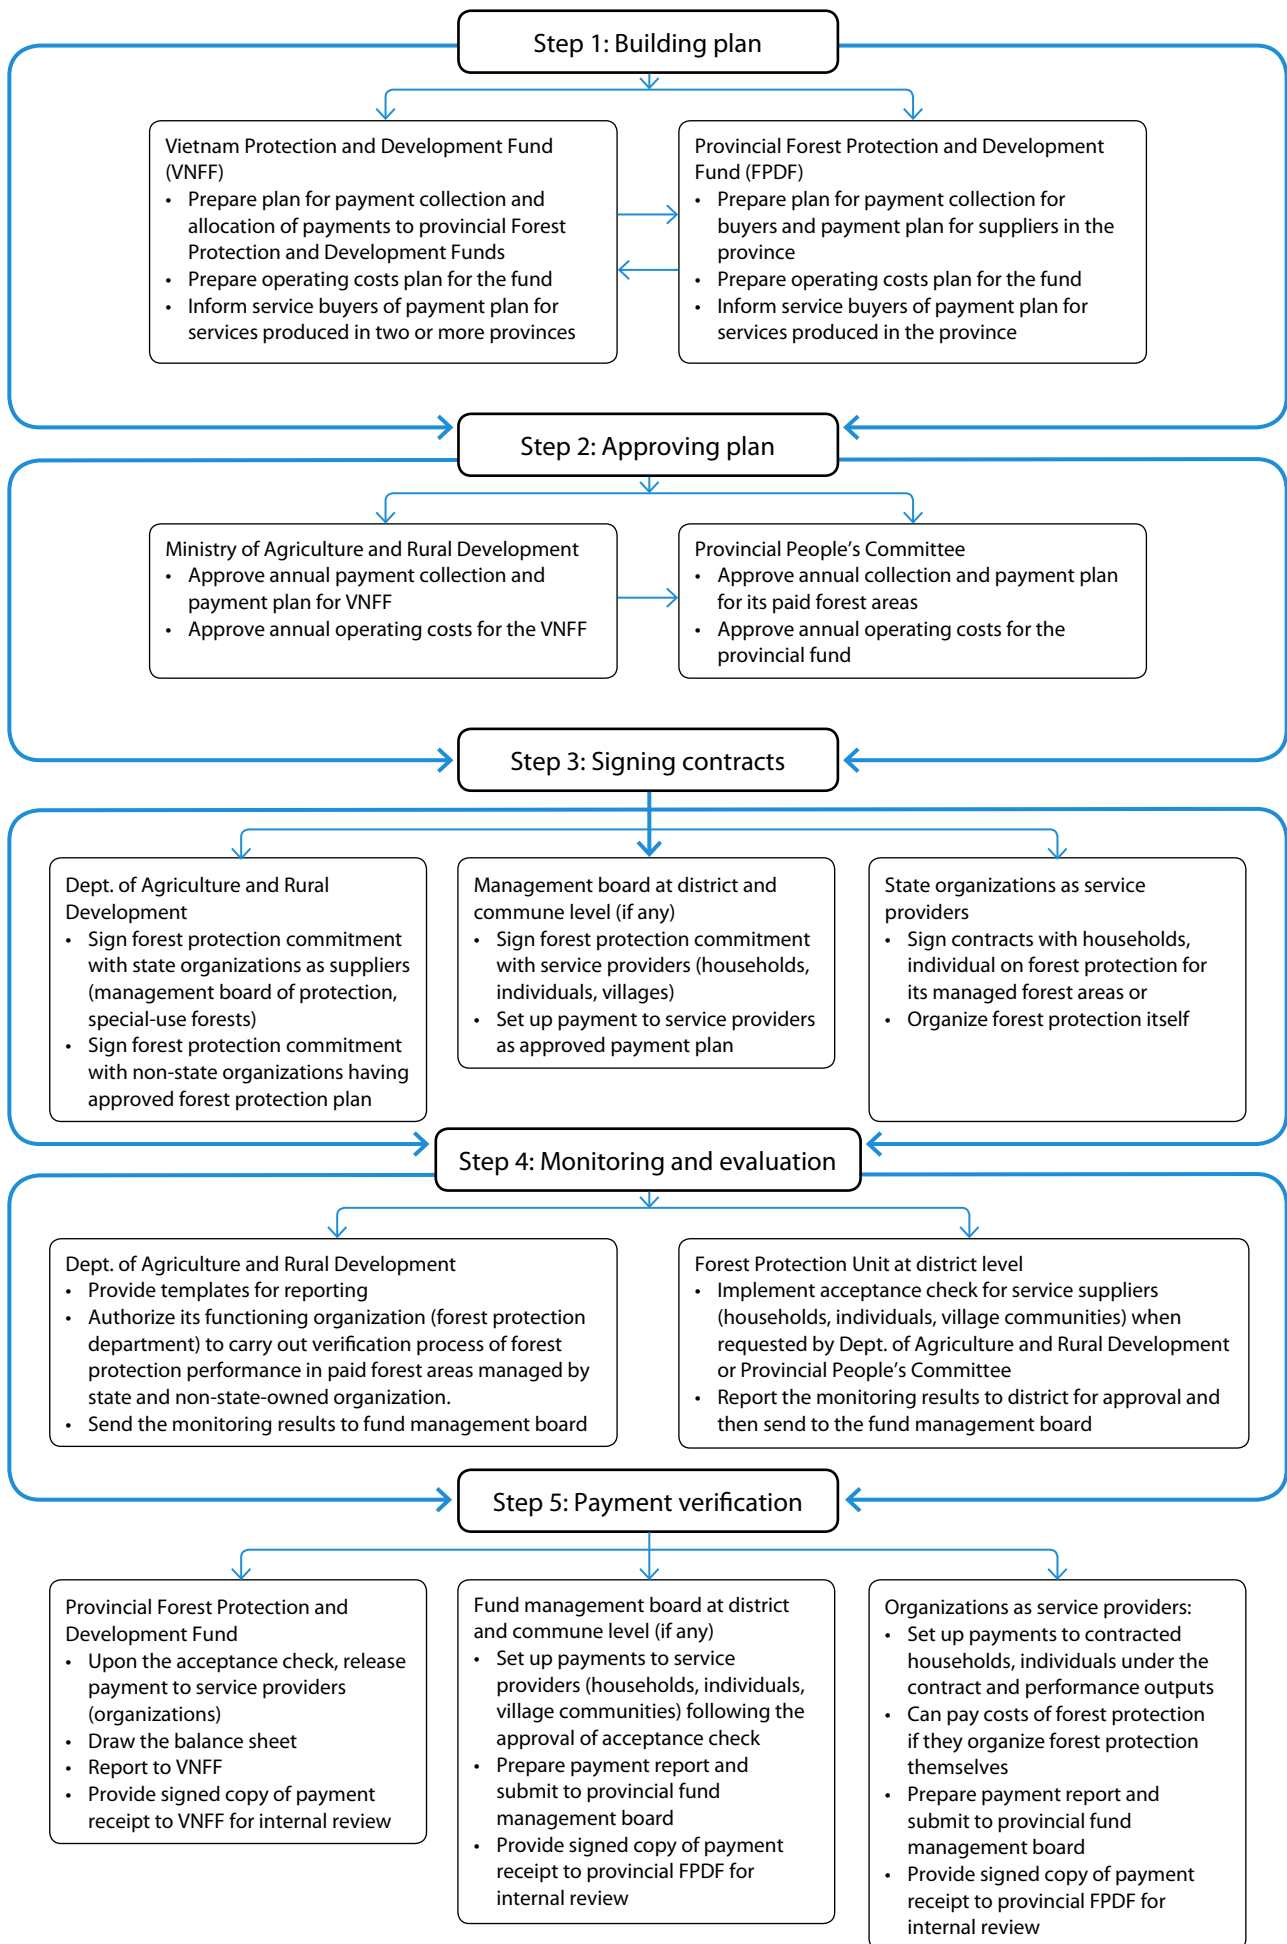 Step 1: Building plan
Vietnam Protection and Development Fund
(VNFF)
• Prepare plan for payment collection and
allocation of payments to provincial Forest
Protection and Development Funds
• Prepare operating costs plan for the fund
• Inform service buyers of payment plan for
services produced in two or more provinces
Provincial Forest Protection and Development
Fund (FPDF)
• Prepare plan for payment collection for
buyers and payment plan for suppliers in the
province
• Prepare operating costs plan for the fund
• Inform service buyers of payment plan for
services produced in the province
Step 2: Approving plan
Ministry of Agriculture and Rural Development
• Approve annual payment collection and
payment plan for VNFF
• Approve annual operating costs for the VNFF
Provincial People’s Committee
• Approve annual collection and payment plan
for its paid forest areas
• Approve annual operating costs for the
provincial fund
Step 3: Signing contracts
Dept. of Agriculture and Rural
Development
• Sign forest protection commitment
with state organizations as suppliers
(management board of protection,
special-use forests)
• Sign forest protection commitment
with non-state organizations having
approved forest protection plan
Management board at district and
commune level (if any)
• Sign forest protection commitment
with service providers (households,
individuals, villages)
• Set up payment to service providers
as approved payment plan
State organizations as service
providers
• Sign contracts with households,
individual on forest protection for
its managed forest areas or
• Organize forest protection itself
Step 4: Monitoring and evaluation
Dept. of Agriculture and Rural Development
• Provide templates for reporting
• Authorize its functioning organization (forest protection
department) to carry out verification process of forest
protection performance in paid forest areas managed by
state and non-state-owned organization.
• Send the monitoring results to fund management board
Forest Protection Unit at district level
• Implement acceptance check for service suppliers
(households, individuals, village communities) when
requested by Dept. of Agriculture and Rural Development
or Provincial People’s Committee
• Report the monitoring results to district for approval and
then send to the fund management board
Step 5: Payment verification
Provincial Forest Protection and
Development Fund
• Upon the acceptance check, release
payment to service providers
(organizations)
• Draw the balance sheet
• Report to VNFF
• Provide signed copy of payment
receipt to VNFF for internal review
Fund management board at district
and commune level (if any)
• Set up payments to service
providers (households, individuals,
village communities) following the
approval of acceptance check
• Prepare payment report and
submit to provincial fund
management board
• Provide signed copy of payment
receipt to provincial FPDF for
internal review
Organizations as service providers:
• Set up payments to contracted
households, individuals under the
contract and performance outputs
• Can pay costs of forest protection
if they organize forest protection
themselves
• Prepare payment report and
submit to provincial fund
management board
• Provide signed copy of payment
receipt to provincial FPDF for
internal review